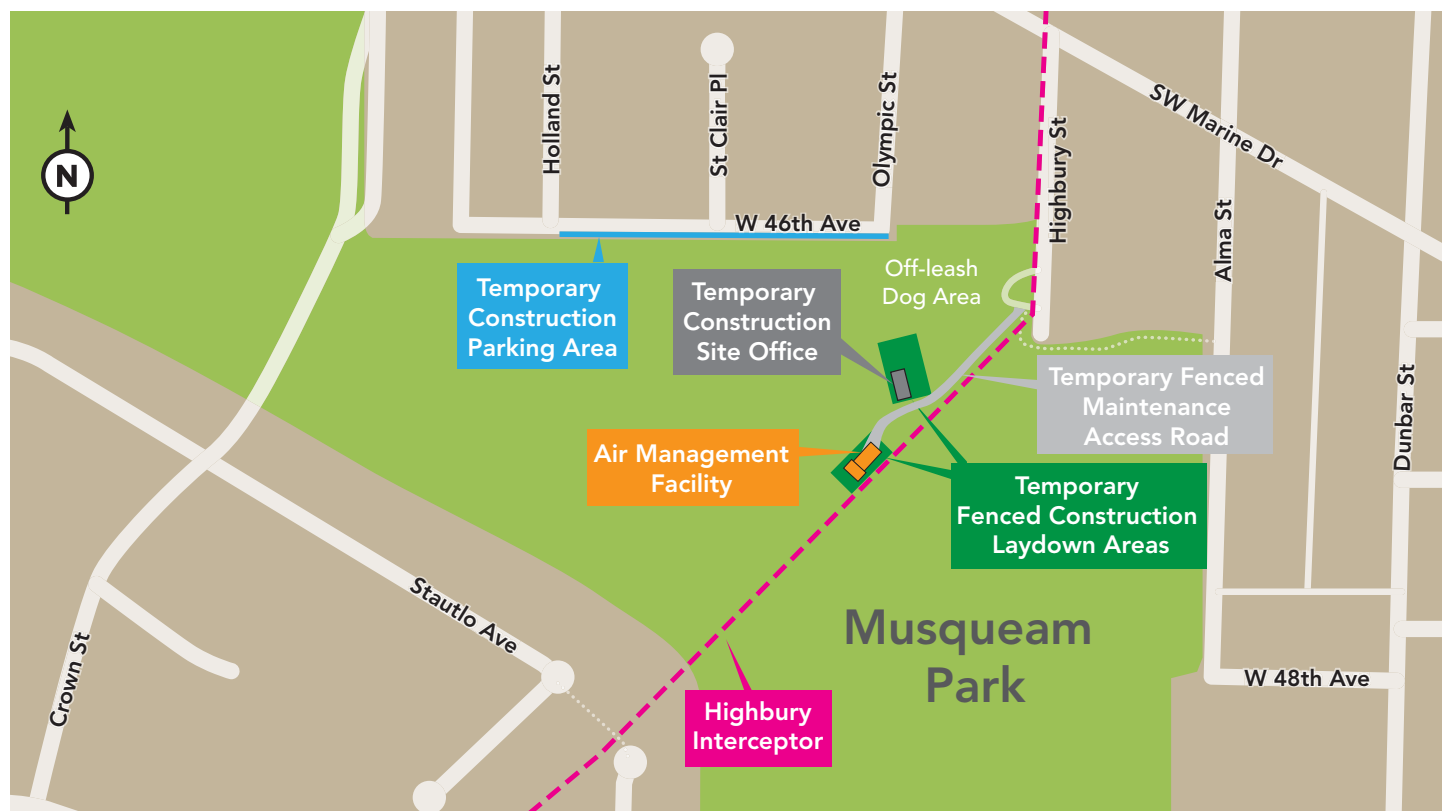 N
Holland St
St Clair Pl
Olympic St
Highbury St
SW Marine Dr
Alma St
Dunbar St
W 46th Ave
Off-leash
Dog Area
Temporary
Construction
Parking Area
Temporary
Construction
Site Office
Temporary Fenced
Maintenance
Access Road
Air Management
Facility
Temporary
Fenced Construction
Laydown Areas
Stautlo Ave
Crown St
Musqueam
Park
W 48th Ave
Highbury
Interceptor